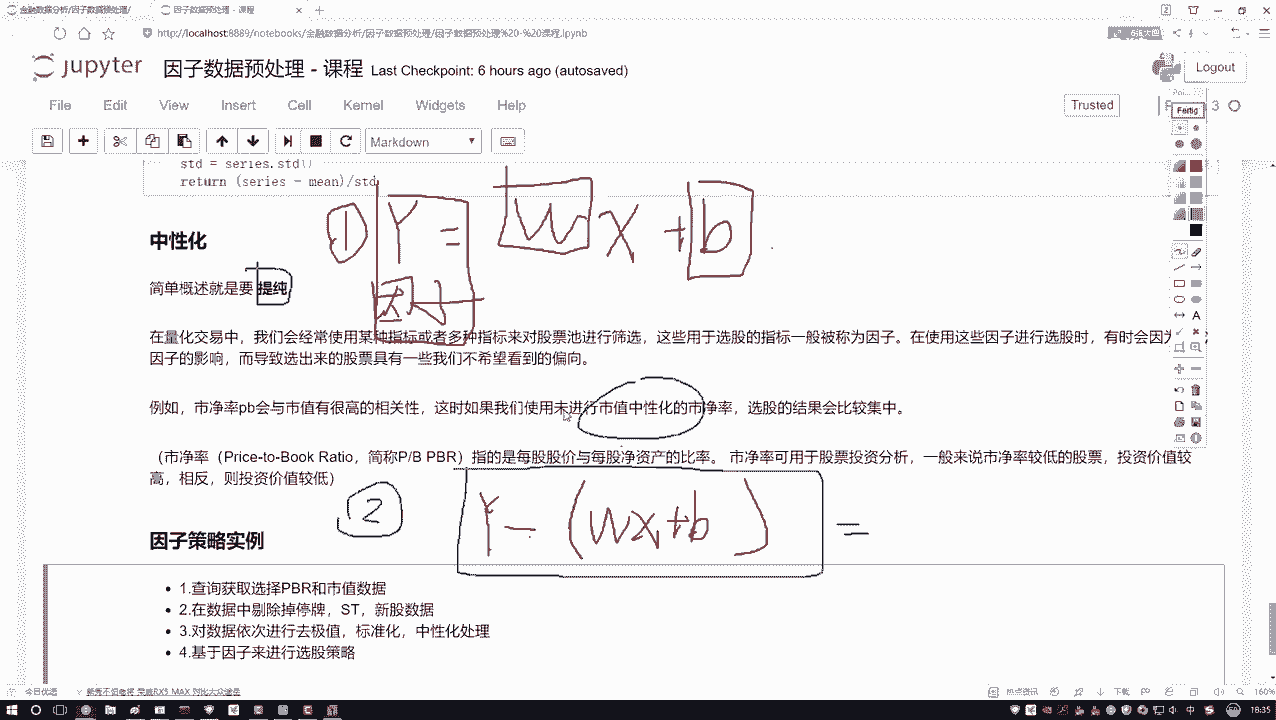 金融数据分析/因子数据预处理/
因子数据预处理 - 课程
http://localhost:8889/notebooks/金融数据分析/因子数据预处理/因子数据预处理%20-%20课程.ipynb
jupyter 因子数据预处理 - 课程 Last Checkpoint: 6 hours ago (autosaved)
Logout
File Edit View Insert Cell Kernel Widgets Help
Trusted
3
Fertig
Markdown
std = series.std()
return (series - mean)/std
① Y = W X + b
因子
中性化
简单概述就是要 提纯
在量化交易中，我们会经常使用某种指标或者多种指标来对股票池进行筛选，这些用于选股的指标一般被称为因子。在使用这些因子进行选股时，有时会因为
因子的影响，而导致选出来的股票具有一些我们不希望看到的偏向。
例如，市净率pb会与市值有很高的相关性，这时如果我们使用未进行市值中性化的市净率，选股的结果会比较集中。
（市净率（Price-to-Book Ratio，简称P/B PBR）指的是每股股价与每股净资产的比率。 市净率可用于股票投资分析，一般来说市净率较低的股票，投资价值较
高，相反，则投资价值较低）
② Y - (WX+b) =
因子策略实例
1.查询获取选择PBR和市值数据
2.在数据中剔除掉停牌，ST，新股数据
3.对数据依次进行去极值，标准化，中性化处理
4.基于因子来进行选股策略
今日优选
热点资讯
下载
160%
中
16:35